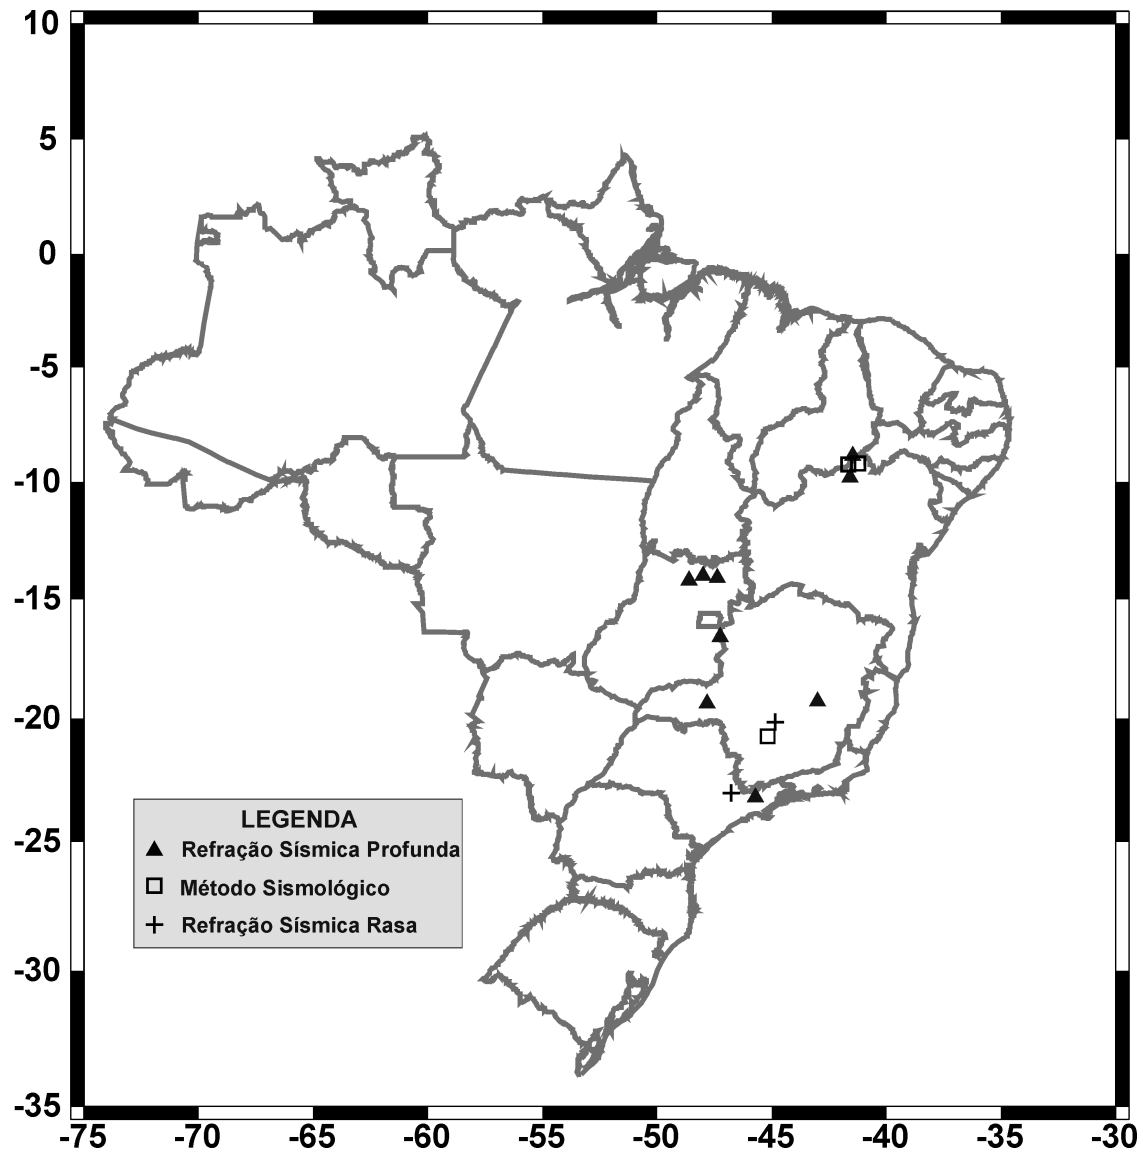 10
5
0
-5
-10
-15
-20
-25
-30
-35
LEGENDA
Refração Sísmica Profunda
Método Sismológico
Refração Sísmica Rasa
-75 -70 -65 -60 -55 -50 -45 -40 -35 -30